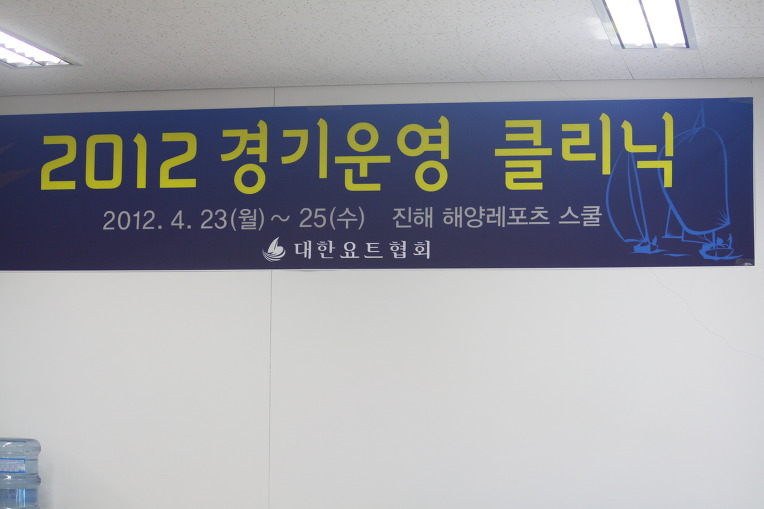 2012 경기운영 클리닉
2012. 4. 23(월) ~ 25(수) 진해 해양레포츠 스쿨
대한요트협회